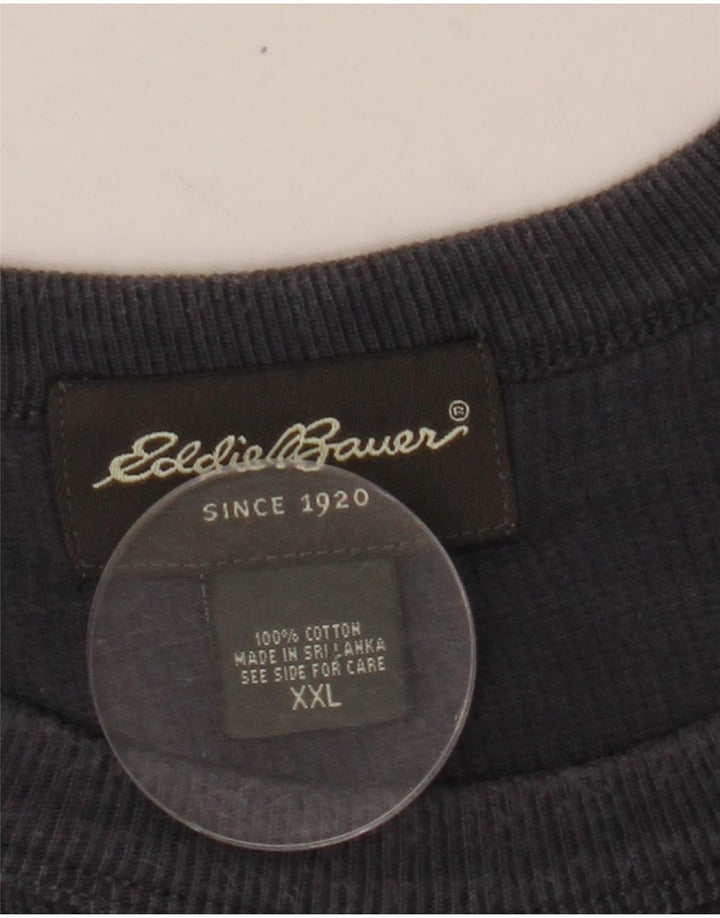 Eddie Bauer®
SINCE 1920
100% COTTON
MADE IN SRI LANKA
SEE SIDE FOR CARE
XXL